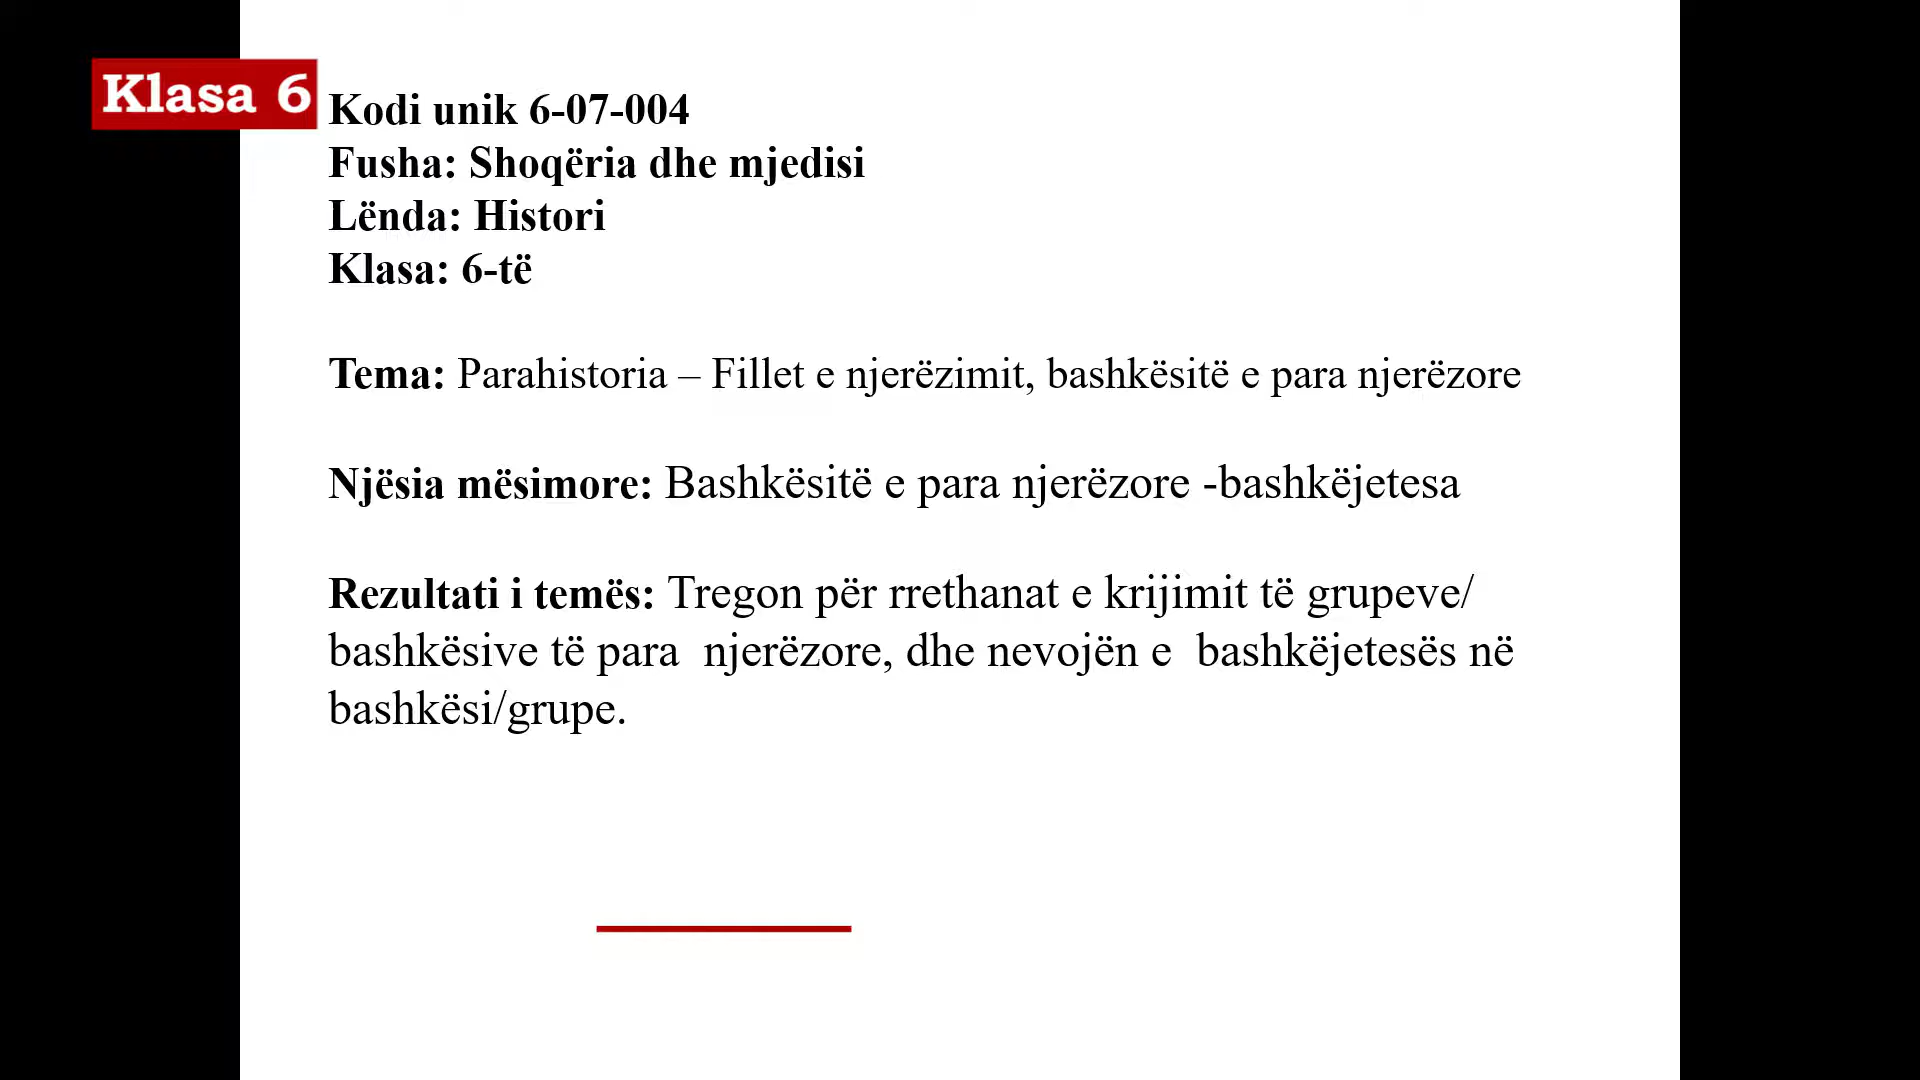 Klasa 6
Kodi unik 6-07-004
Fusha: Shoqëria dhe mjedisi
Lënda: Histori
Klasa: 6-të
Tema: Parahistoria – Fillet e njerëzimit, bashkësitë e para njerëzore
Njësia mësimore: Bashkësitë e para njerëzore -bashkëjetesa
Rezultati i temës: Tregon për rrethanat e krijimit të grupeve/
bashkësive të para  njerëzore, dhe nevojën e  bashkëjetesës në
bashkësi/grupe.